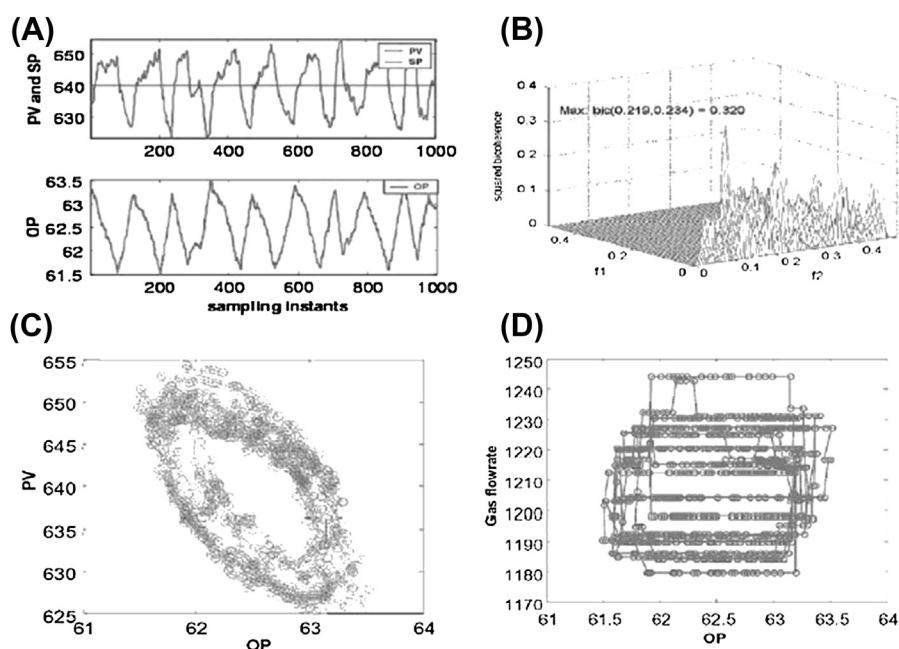 (A)
PV and SP
650
640
630
PV
SP
200 400 600 800 1000
OP
63.5
63
62.5
62
61.5
OP
200 400 600 800 1000
sampling instants
(B)
squared bicoherence
0.4
0.3
0.2
0.1
0
Max: bic(0.219,0.234) = 0.320
0.4 0.2 0
f1
0 0.1 0.2 0.3 0.4
f2
(C)
PV
655
650
645
640
635
630
625
61 62 63 64
OP
(D)
Gas flowrate
1250
1240
1230
1220
1210
1200
1190
1180
1170
61 61.5 62 62.5 63 63.5 64
OP